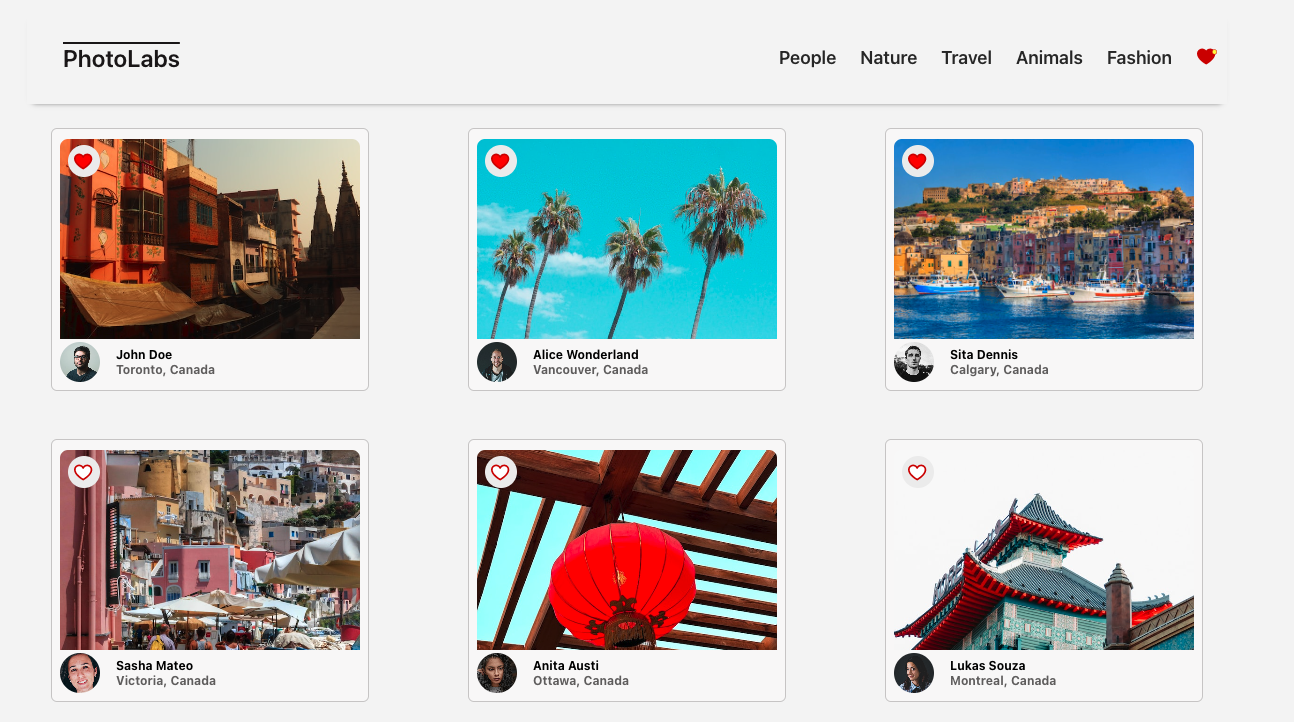 PhotoLabs
People Nature Travel Animals Fashion
John Doe
Toronto, Canada
Alice Wonderland
Vancouver, Canada
Sita Dennis
Calgary, Canada
Sasha Mateo
Victoria, Canada
Anita Austi
Ottawa, Canada
Lukas Souza
Montreal, Canada